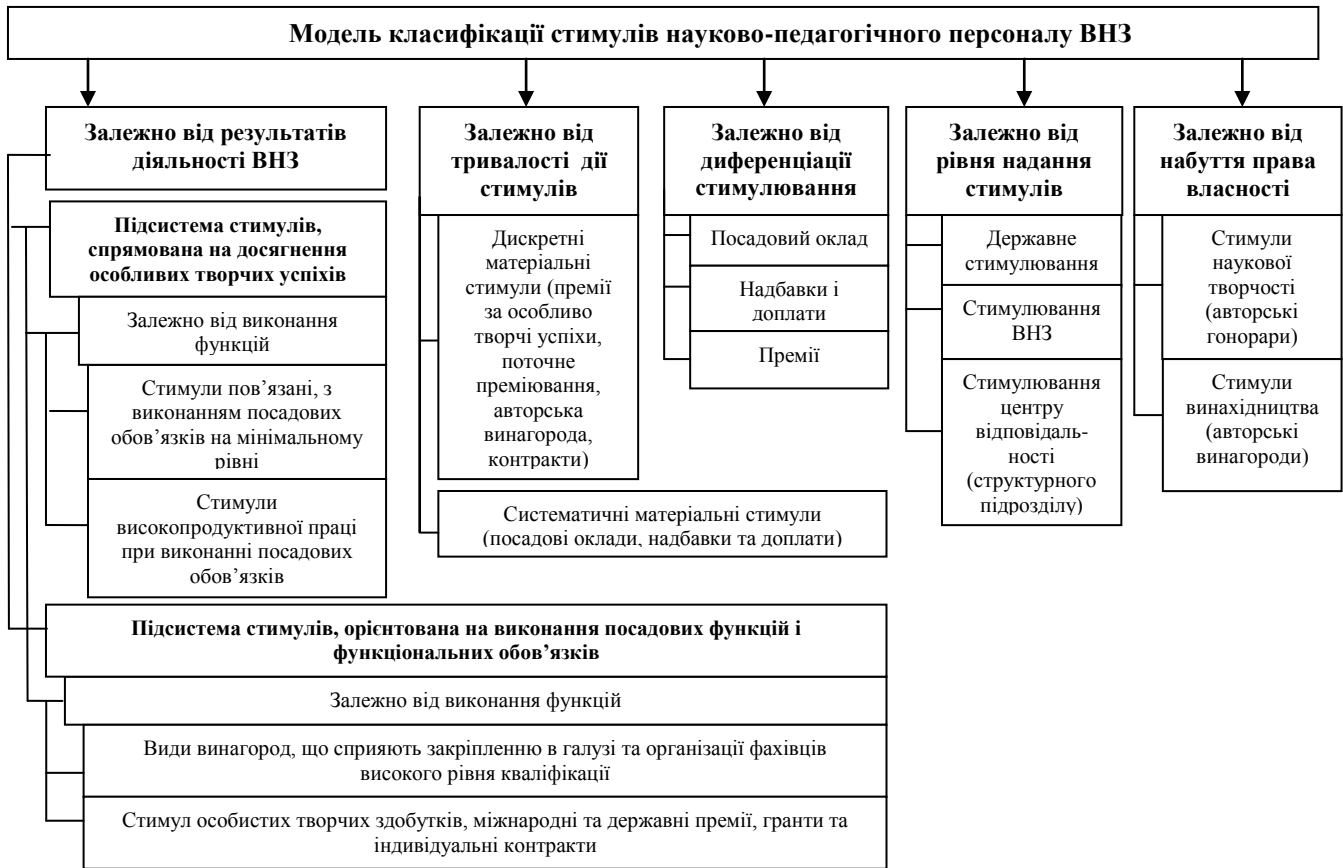 Модель класифікації стимулів науково-педагогічного персоналу ВНЗ
Залежно від результатів
діяльності ВНЗ
Підсистема стимулів,
спрямована на досягнення
особливих творчих успіхів
Залежно від виконання
функцій
Стимули пов’язані, з
виконанням посадових
обов’язків на мінімальному
рівні
Стимули
високопродуктивної праці
при виконанні посадових
обов’язків
Залежно від
тривалості дії
стимулів
Дискретні
матеріальні
стимули (премії
за особливо
творчі успіхи,
поточне
преміювання,
авторська
винагорода,
контракти)
Систематичні матеріальні стимули
(посадові оклади, надбавки та доплати)
Залежно від
диференціації
стимулювання
Посадовий оклад
Надбавки і
доплати
Премії
Залежно від
рівня надання
стимулів
Державне
стимулювання
Стимулювання
ВНЗ
Стимулювання
центру
відповідаль-
ності
(структурного
підрозділу)
Залежно від
набуття права
власності
Стимули
наукової
творчості
(авторські
гонорари)
Стимули
винахідництва
(авторські
винагороди)
Підсистема стимулів, орієнтована на виконання посадових функцій і
функціональних обов’язків
Залежно від виконання функцій
Види винагород, що сприяють закріпленню в галузі та організації фахівців
високого рівня кваліфікації
Стимул особистих творчих здобутків, міжнародні та державні премії, гранти та
індивідуальні контракти